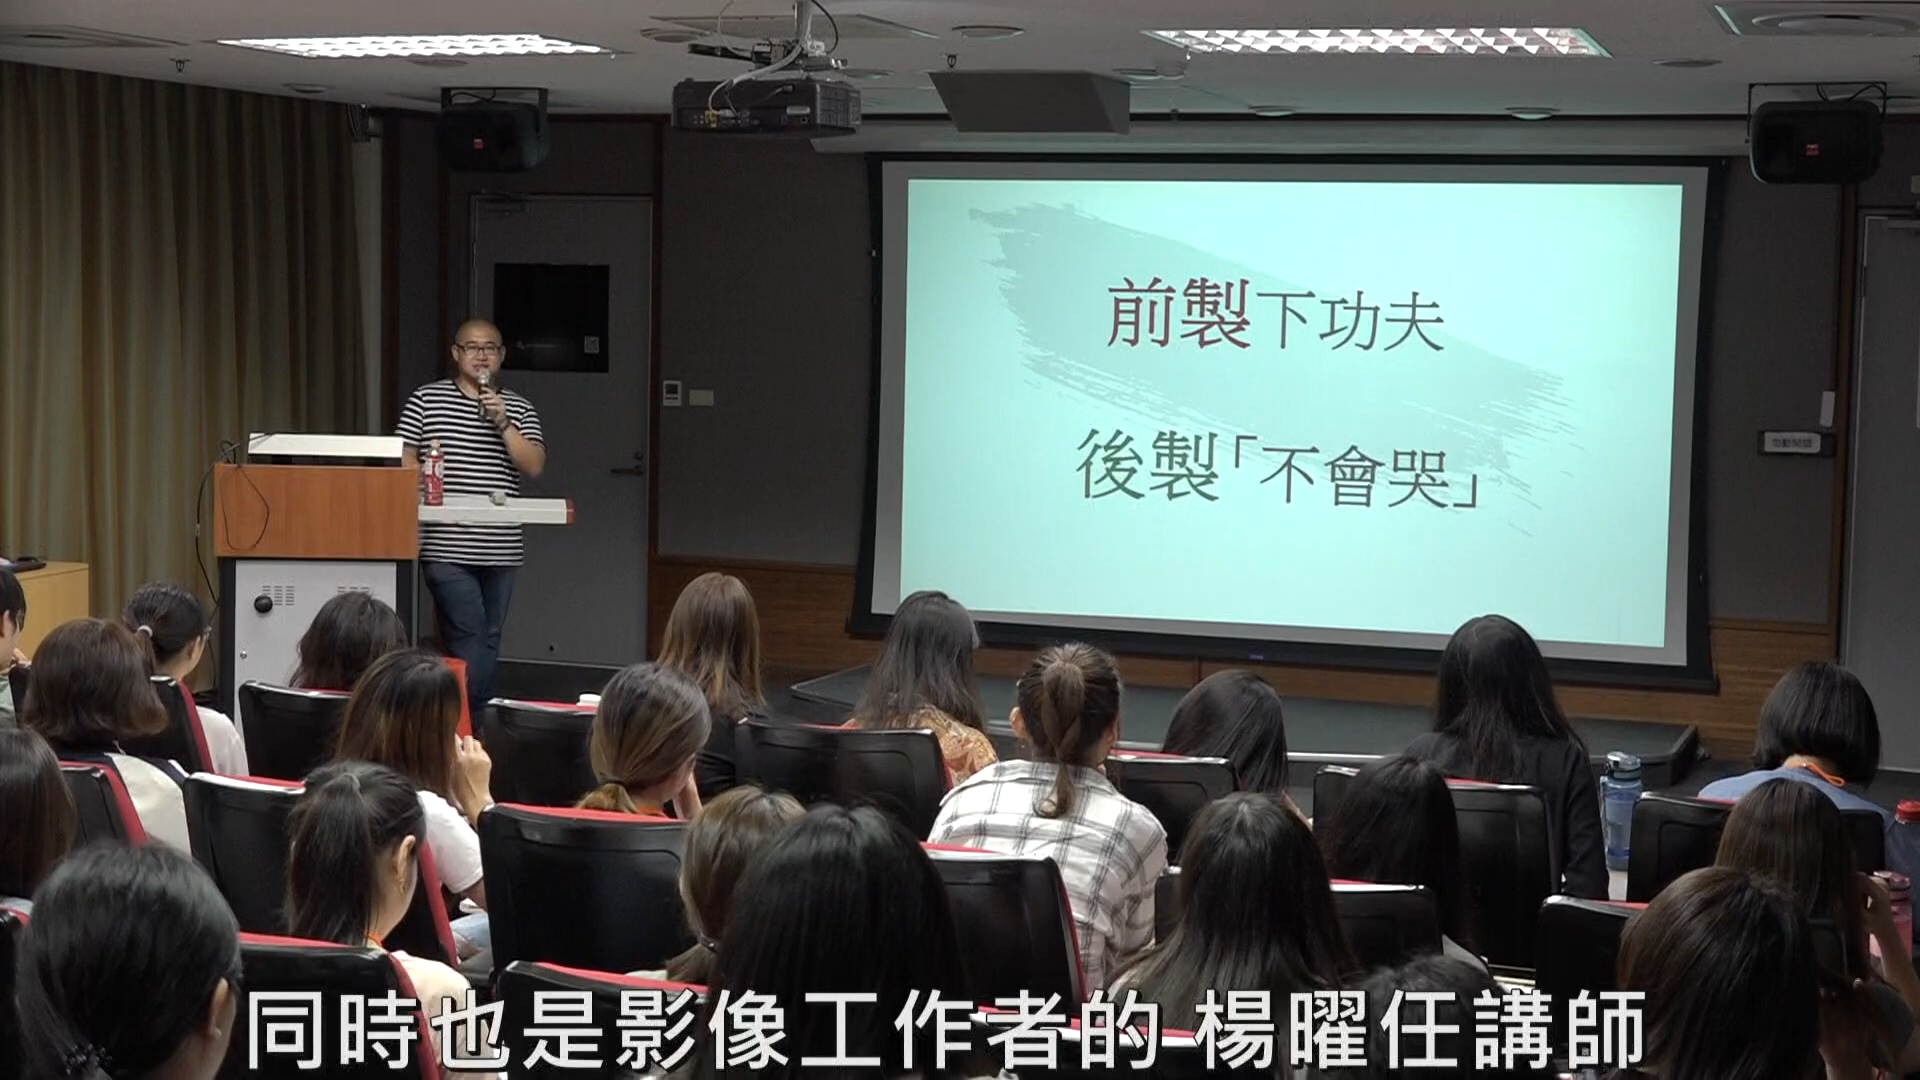 前製下功夫
後製「不會哭」
同時也是影像工作者的 楊曜任講師